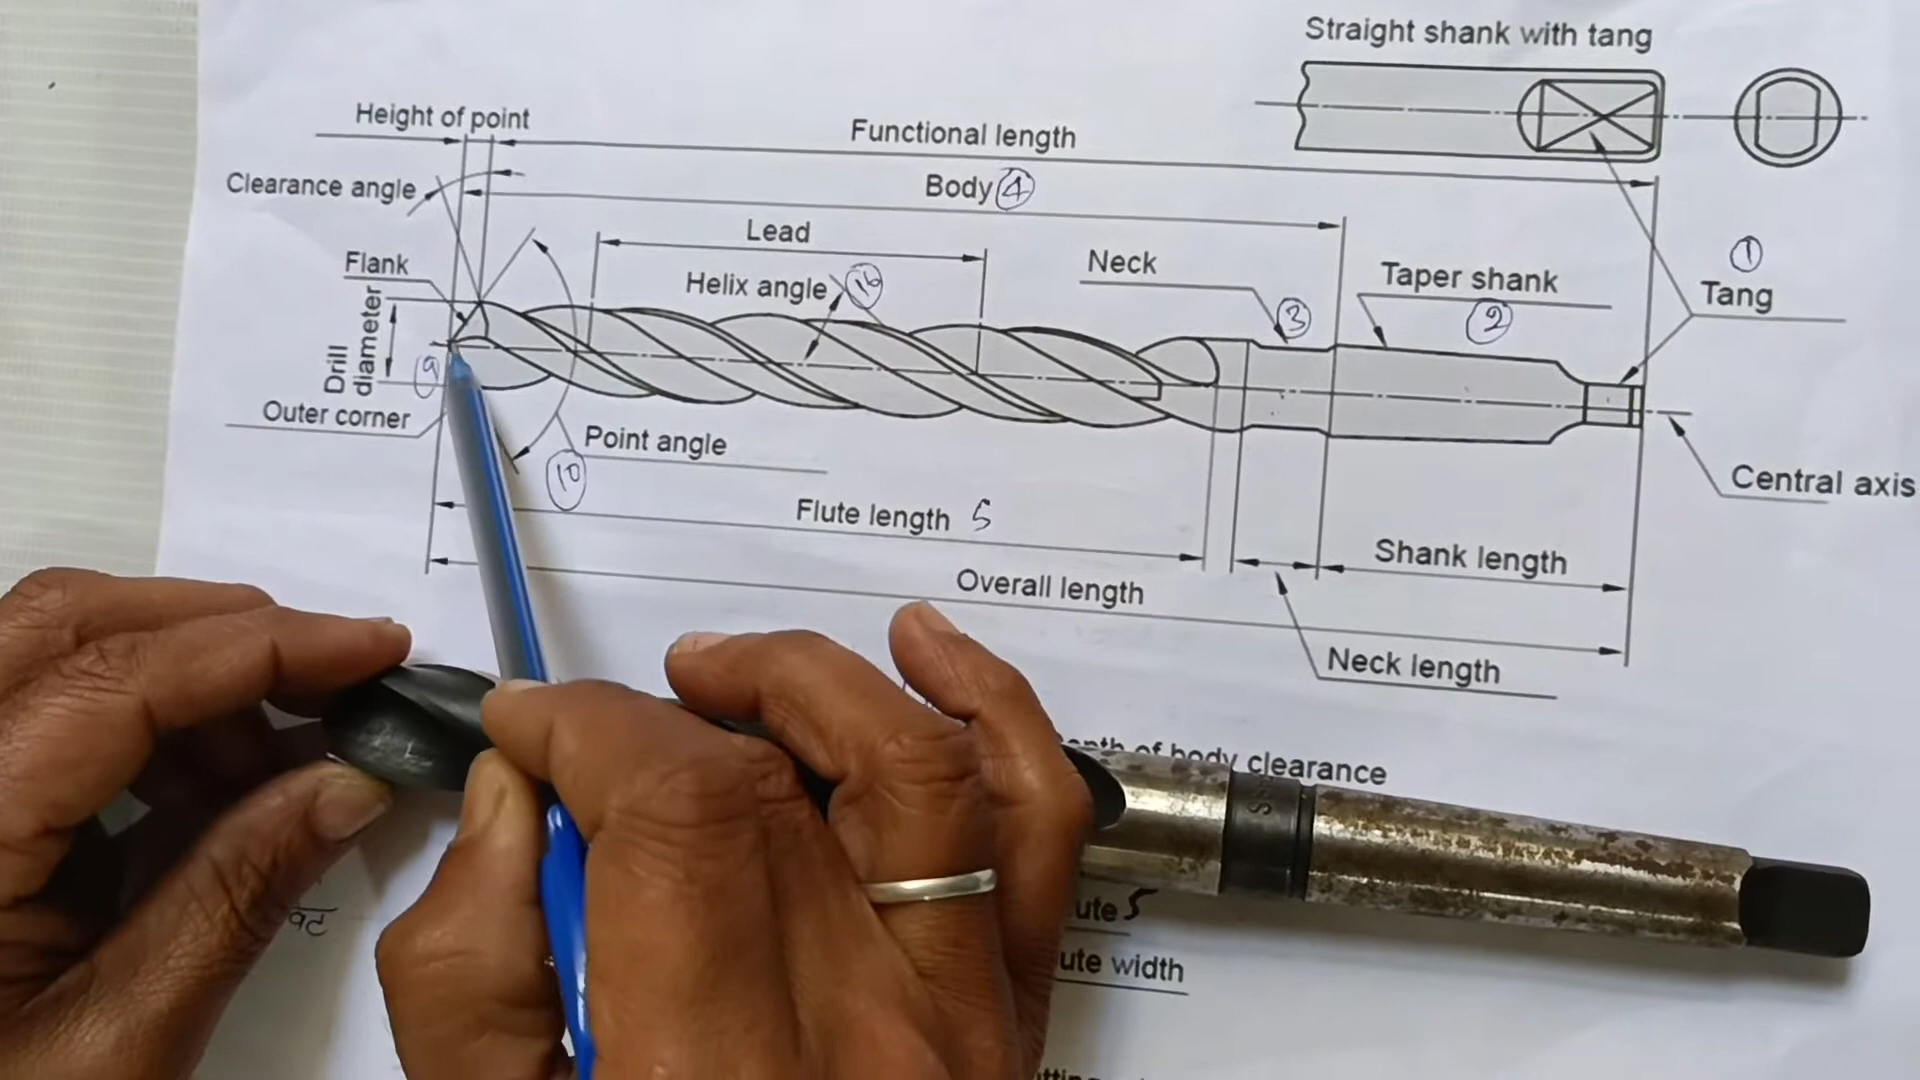 Straight shank with tang
Height of point
Functional length
Clearance angle
Body 4
Lead
Flank
Helix angle 16
Neck
3
Taper shank
2
1
Tang
Drill
diameter
9
Outer corner
Point angle
10
Central axis
Flute length 5
Shank length
Overall length
Neck length
of body clearance
ute 5
ute width